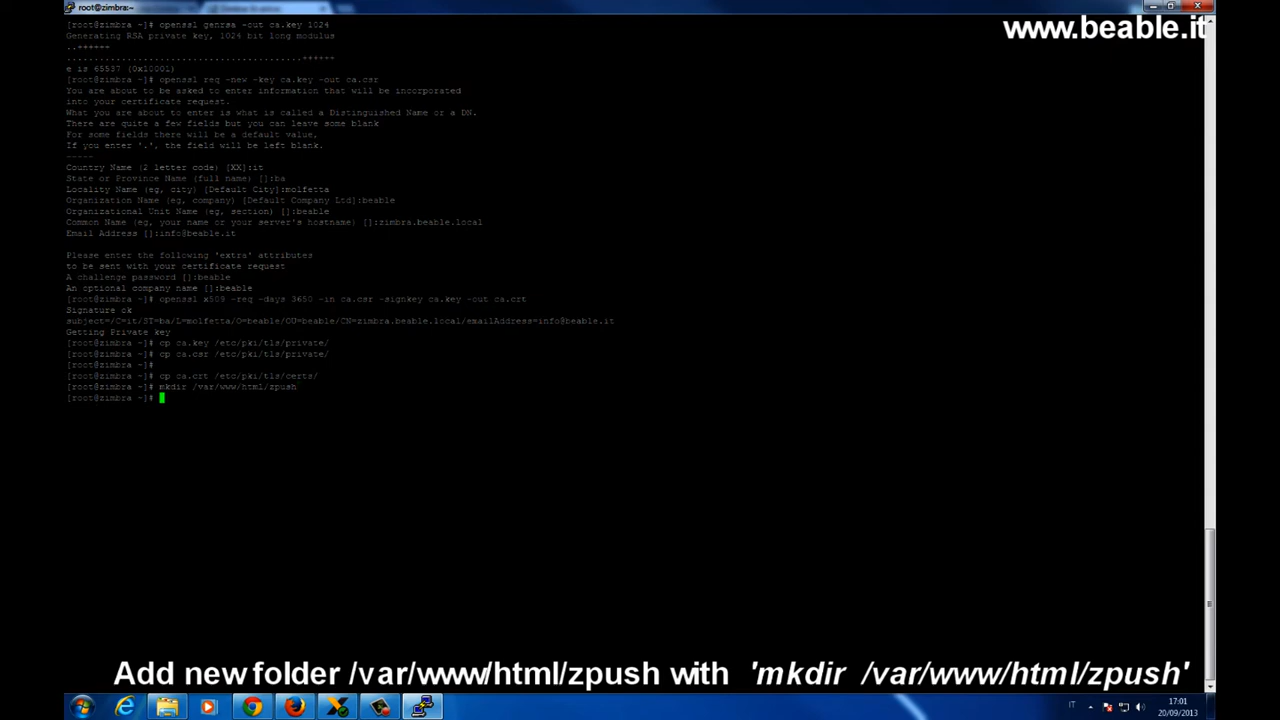 root@zimbra:~
[root@zimbra ~]# openssl genrsa -out ca.key 1024
Generating RSA private key, 1024 bit long modulus
..++++++
..........................................++++++
e is 65537 (0x10001)
[root@zimbra ~]# openssl req -new -key ca.key -out ca.csr
You are about to be asked to enter information that will be incorporated
into your certificate request.
What you are about to enter is what is called a Distinguished Name or a DN.
There are quite a few fields but you can leave some blank
For some fields there will be a default value,
If you enter '.', the field will be left blank.
-----
Country Name (2 letter code) [XX]:it
State or Province Name (full name) []:ba
Locality Name (eg, city) [Default City]:molfetta
Organization Name (eg, company) [Default Company Ltd]:beable
Organizational Unit Name (eg, section) []:beable
Common Name (eg, your name or your server's hostname) []:zimbra.beable.local
Email Address []:info@beable.it
Please enter the following 'extra' attributes
to be sent with your certificate request
A challenge password []:beable
An optional company name []:beable
[root@zimbra ~]# openssl x509 -req -days 3650 -in ca.csr -signkey ca.key -out ca.crt
Signature ok
subject=/C=it/ST=ba/L=molfetta/O=beable/OU=beable/CN=zimbra.beable.local/emailAddress=info@beable.it
Getting Private key
[root@zimbra ~]# cp ca.key /etc/pki/tls/private/
[root@zimbra ~]# cp ca.csr /etc/pki/tls/private/
[root@zimbra ~]#
[root@zimbra ~]# cp ca.crt /etc/pki/tls/certs/
[root@zimbra ~]# mkdir /var/www/html/zpush
[root@zimbra ~]#
www.beable.it
Add new folder /var/www/html/zpush with 'mkdir /var/www/html/zpush'
IT
17:01
20/09/2013